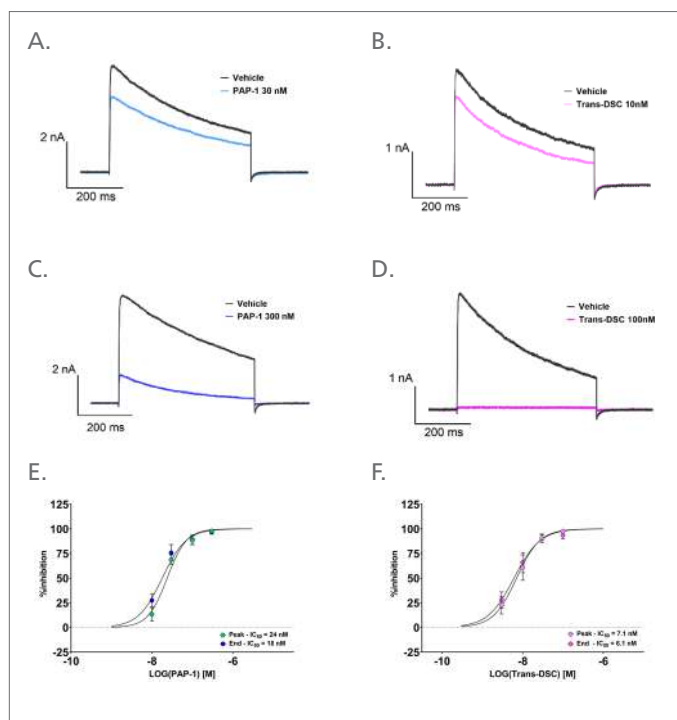 A.
Vehicle
PAP-1 30 nM
2 nA
200 ms
B.
Vehicle
Trans-DSC 10nM
1 nA
200 ms
C.
Vehicle
PAP-1 300 nM
2 nA
200 ms
D.
Vehicle
Trans-DSC 100nM
1 nA
200 ms
E.
125
100
75
50
25
0
-25
%inhibition
-10
-8
-6
LOG(PAP-1) [M]
Peak - IC50 = 24 nM
End - IC50 = 18 nM
F.
125
100
75
50
25
0
-25
%inhibition
-10
-8
-6
LOG(Trans-DSC) [M]
Peak - IC50 = 7.1 nM
End - IC50 = 6.1 nM